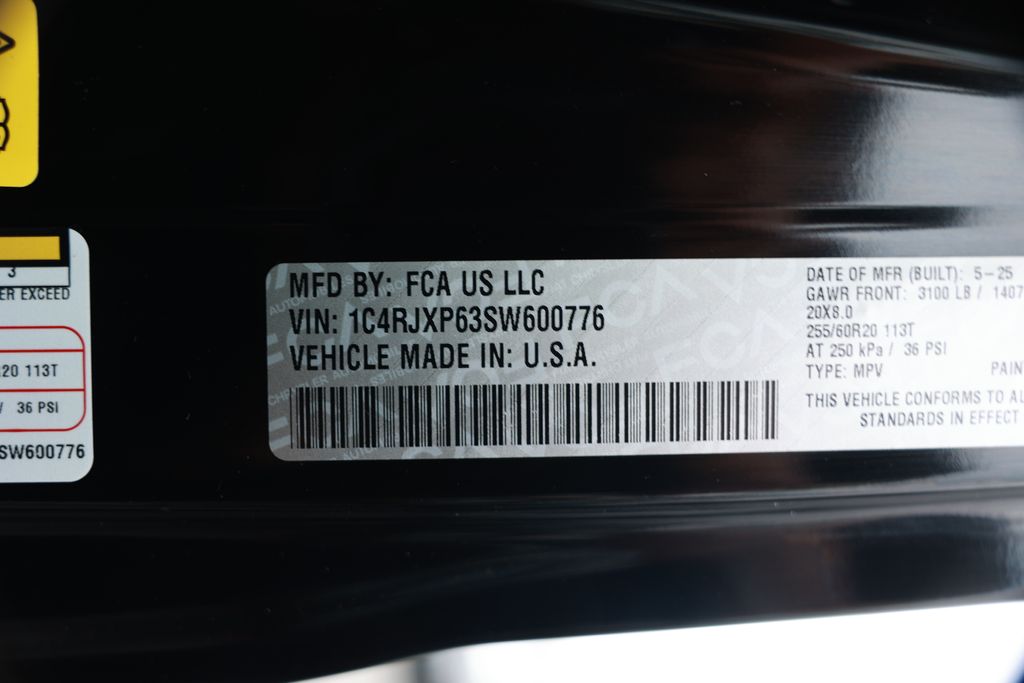 3
ER EXCEED
R20 113T
/ 36 PSI
SW600776
MFD BY: FCA US LLC
VIN: 1C4RJXP63SW600776
VEHICLE MADE IN: U.S.A.
DATE OF MFR (BUILT): 5-25
GAWR FRONT: 3100 LB / 1407
20X8.0
255/60R20 113T
AT 250 kPa / 36 PSI
TYPE: MPV PAIN
THIS VEHICLE CONFORMS TO AL
STANDARDS IN EFFECT